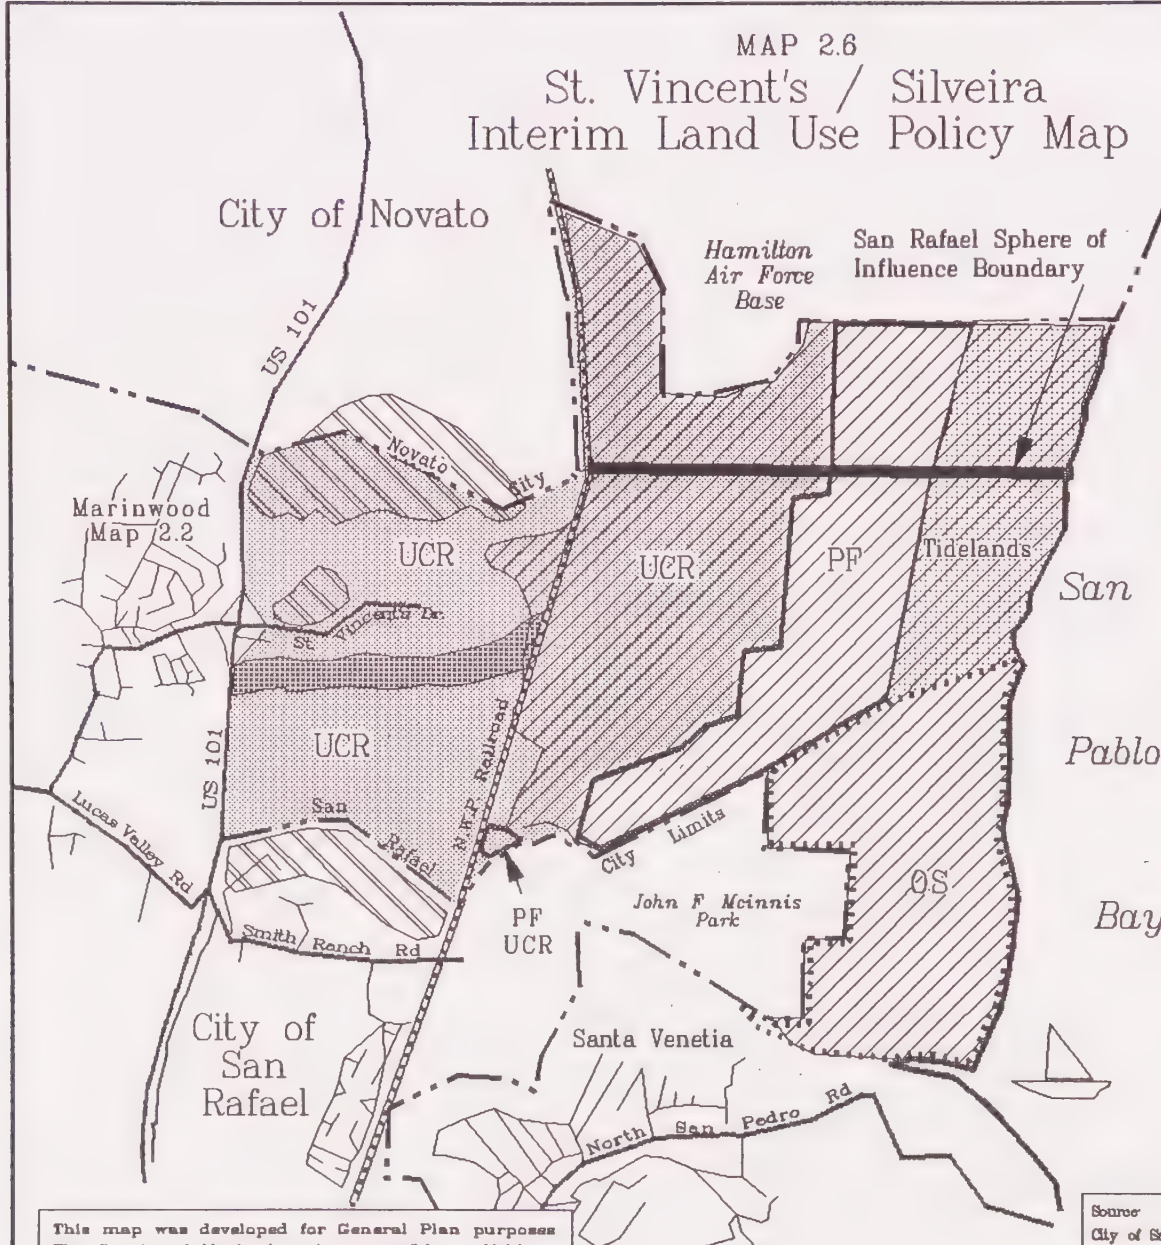 MAP 2.6
St. Vincent's / Silveira
Interim Land Use Policy Map
City of Novato
Hamilton
Air Force
Base
San Rafael Sphere of
Influence Boundary
US 101
Novato
City
Marinwood
Map 2.2
UCR
UCR
PF
Tidelands
San
St. Vincent's Dr.
UCR
US 101
N.W.P Railroad
Pablo
Lucas Valley Rd
San
Rafael
City Limits
OS
John F Mcinnis
Park
Bay
PF
UCR
Smith Ranch Rd
City of
San
Rafael
Santa Venetia
North San Pedro Rd
This map was developed for General Plan purposes
Source
City of